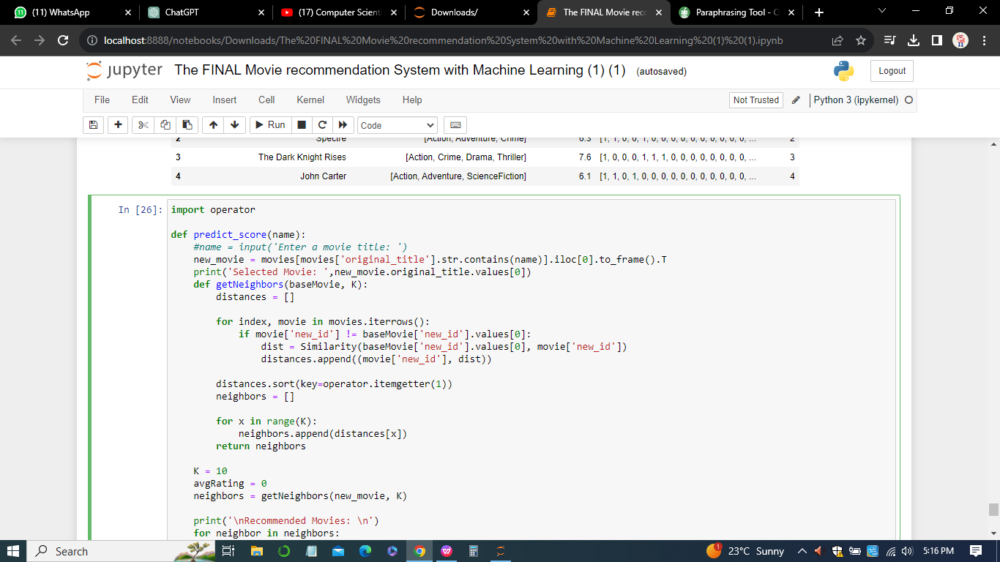 (11) WhatsApp
ChatGPT
(17) Computer Scient
Downloads/
The FINAL Movie rec
Paraphrasing Tool -
localhost:8888/notebooks/Downloads/The%20FINAL%20Movie%20recommendation%20System%20with%20Machine%20Learning%20(1)%20(1).ipynb
jupyter The FINAL Movie recommendation System with Machine Learning (1) (1) (autosaved)
Logout
File Edit View Insert Cell Kernel Widgets Help
Not Trusted
Python 3 (ipykernel)
Run
Code
2 Spectre [Action, Adventure, Crime] 6.3 [1, 1, 0, 0, 1, 0, 0, 0, 0, 0, 0, 0, 0, 0, 0, ... 2
3 The Dark Knight Rises [Action, Crime, Drama, Thriller] 7.6 [1, 0, 0, 0, 1, 1, 1, 0, 0, 0, 0, 0, 0, 0, 0, ... 3
4 John Carter [Action, Adventure, ScienceFiction] 6.1 [1, 1, 0, 1, 0, 0, 0, 0, 0, 0, 0, 0, 0, 0, 0, ... 4
In [26]:
import operator
def predict_score(name):
#name = input('Enter a movie title: ')
new_movie = movies[movies['original_title'].str.contains(name)].iloc[0].to_frame().T
print('Selected Movie: ',new_movie.original_title.values[0])
def getNeighbors(baseMovie, K):
distances = []
for index, movie in movies.iterrows():
if movie['new_id'] != baseMovie['new_id'].values[0]:
dist = Similarity(baseMovie['new_id'].values[0], movie['new_id'])
distances.append((movie['new_id'], dist))
distances.sort(key=operator.itemgetter(1))
neighbors = []
for x in range(K):
neighbors.append(distances[x])
return neighbors
K = 10
avgRating = 0
neighbors = getNeighbors(new_movie, K)
print('\nRecommended Movies: \n')
for neighbor in neighbors:
Search
1
23°C Sunny
5:16 PM